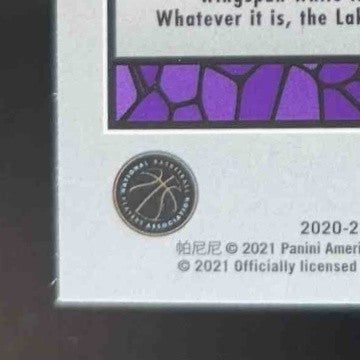 Whatever it is, the Lak
NATIONAL BASKETBALL
PLAYERS ASSOCIATION
2020-2
帕尼尼 © 2021 Panini Ameri
© 2021 Officially licensed